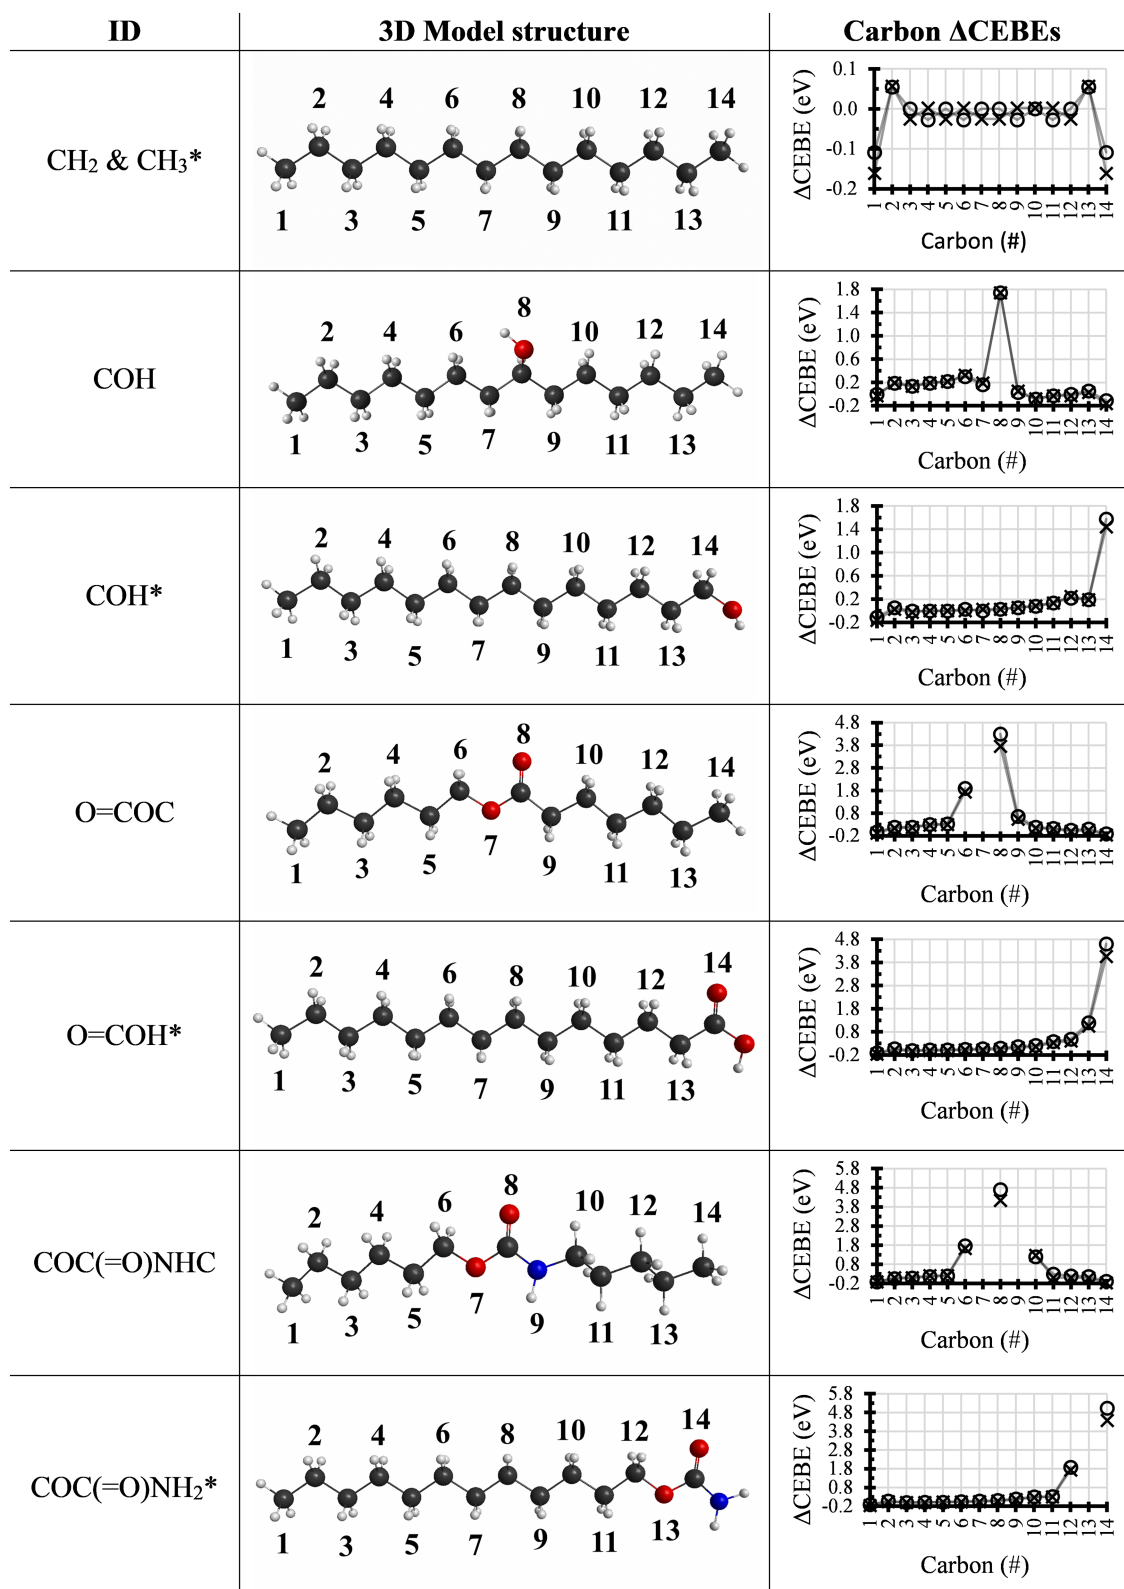 ID 3D Model structure Carbon ΔCEBEs
CH₂ & CH₃*
2 4 6 8 10 12 14
1 3 5 7 9 11 13
ΔCEBE (eV)
0.1
0.0
-0.1
-0.2
1 2 3 4 5 6 7 8 9 10 11 12 13 14
Carbon (#)
COH
8
2 4 6 10 12 14
1 3 5 7 9 11 13
ΔCEBE (eV)
1.8
1.4
1.0
0.6
0.2
-0.2
1 2 3 4 5 6 7 8 9 10 11 12 13 14
Carbon (#)
COH*
2 4 6 8 10 12 14
1 3 5 7 9 11 13
ΔCEBE (eV)
1.8
1.4
1.0
0.6
0.2
-0.2
1 2 3 4 5 6 7 8 9 10 11 12 13 14
Carbon (#)
O=COC
8
2 4 6 10 12 14
1 3 5 7 9 11 13
ΔCEBE (eV)
4.8
3.8
2.8
1.8
0.8
-0.2
1 2 3 4 5 6 7 8 9 10 11 12 13 14
Carbon (#)
O=COH*
2 4 6 8 10 12 14
1 3 5 7 9 11 13
ΔCEBE (eV)
4.8
3.8
2.8
1.8
0.8
-0.2
1 2 3 4 5 6 7 8 9 10 11 12 13 14
Carbon (#)
COC(=O)NHC
2 4 6 8 10 12 14
1 3 5 7 9 11 13
ΔCEBE (eV)
5.8
4.8
3.8
2.8
1.8
0.8
-0.2
1 2 3 4 5 6 7 8 9 10 11 12 13 14
Carbon (#)
COC(=O)NH₂*
2 4 6 8 10 12 14
1 3 5 7 9 11 13
ΔCEBE (eV)
5.8
4.8
3.8
2.8
1.8
0.8
-0.2
1 2 3 4 5 6 7 8 9 10 11 12 13 14
Carbon (#)